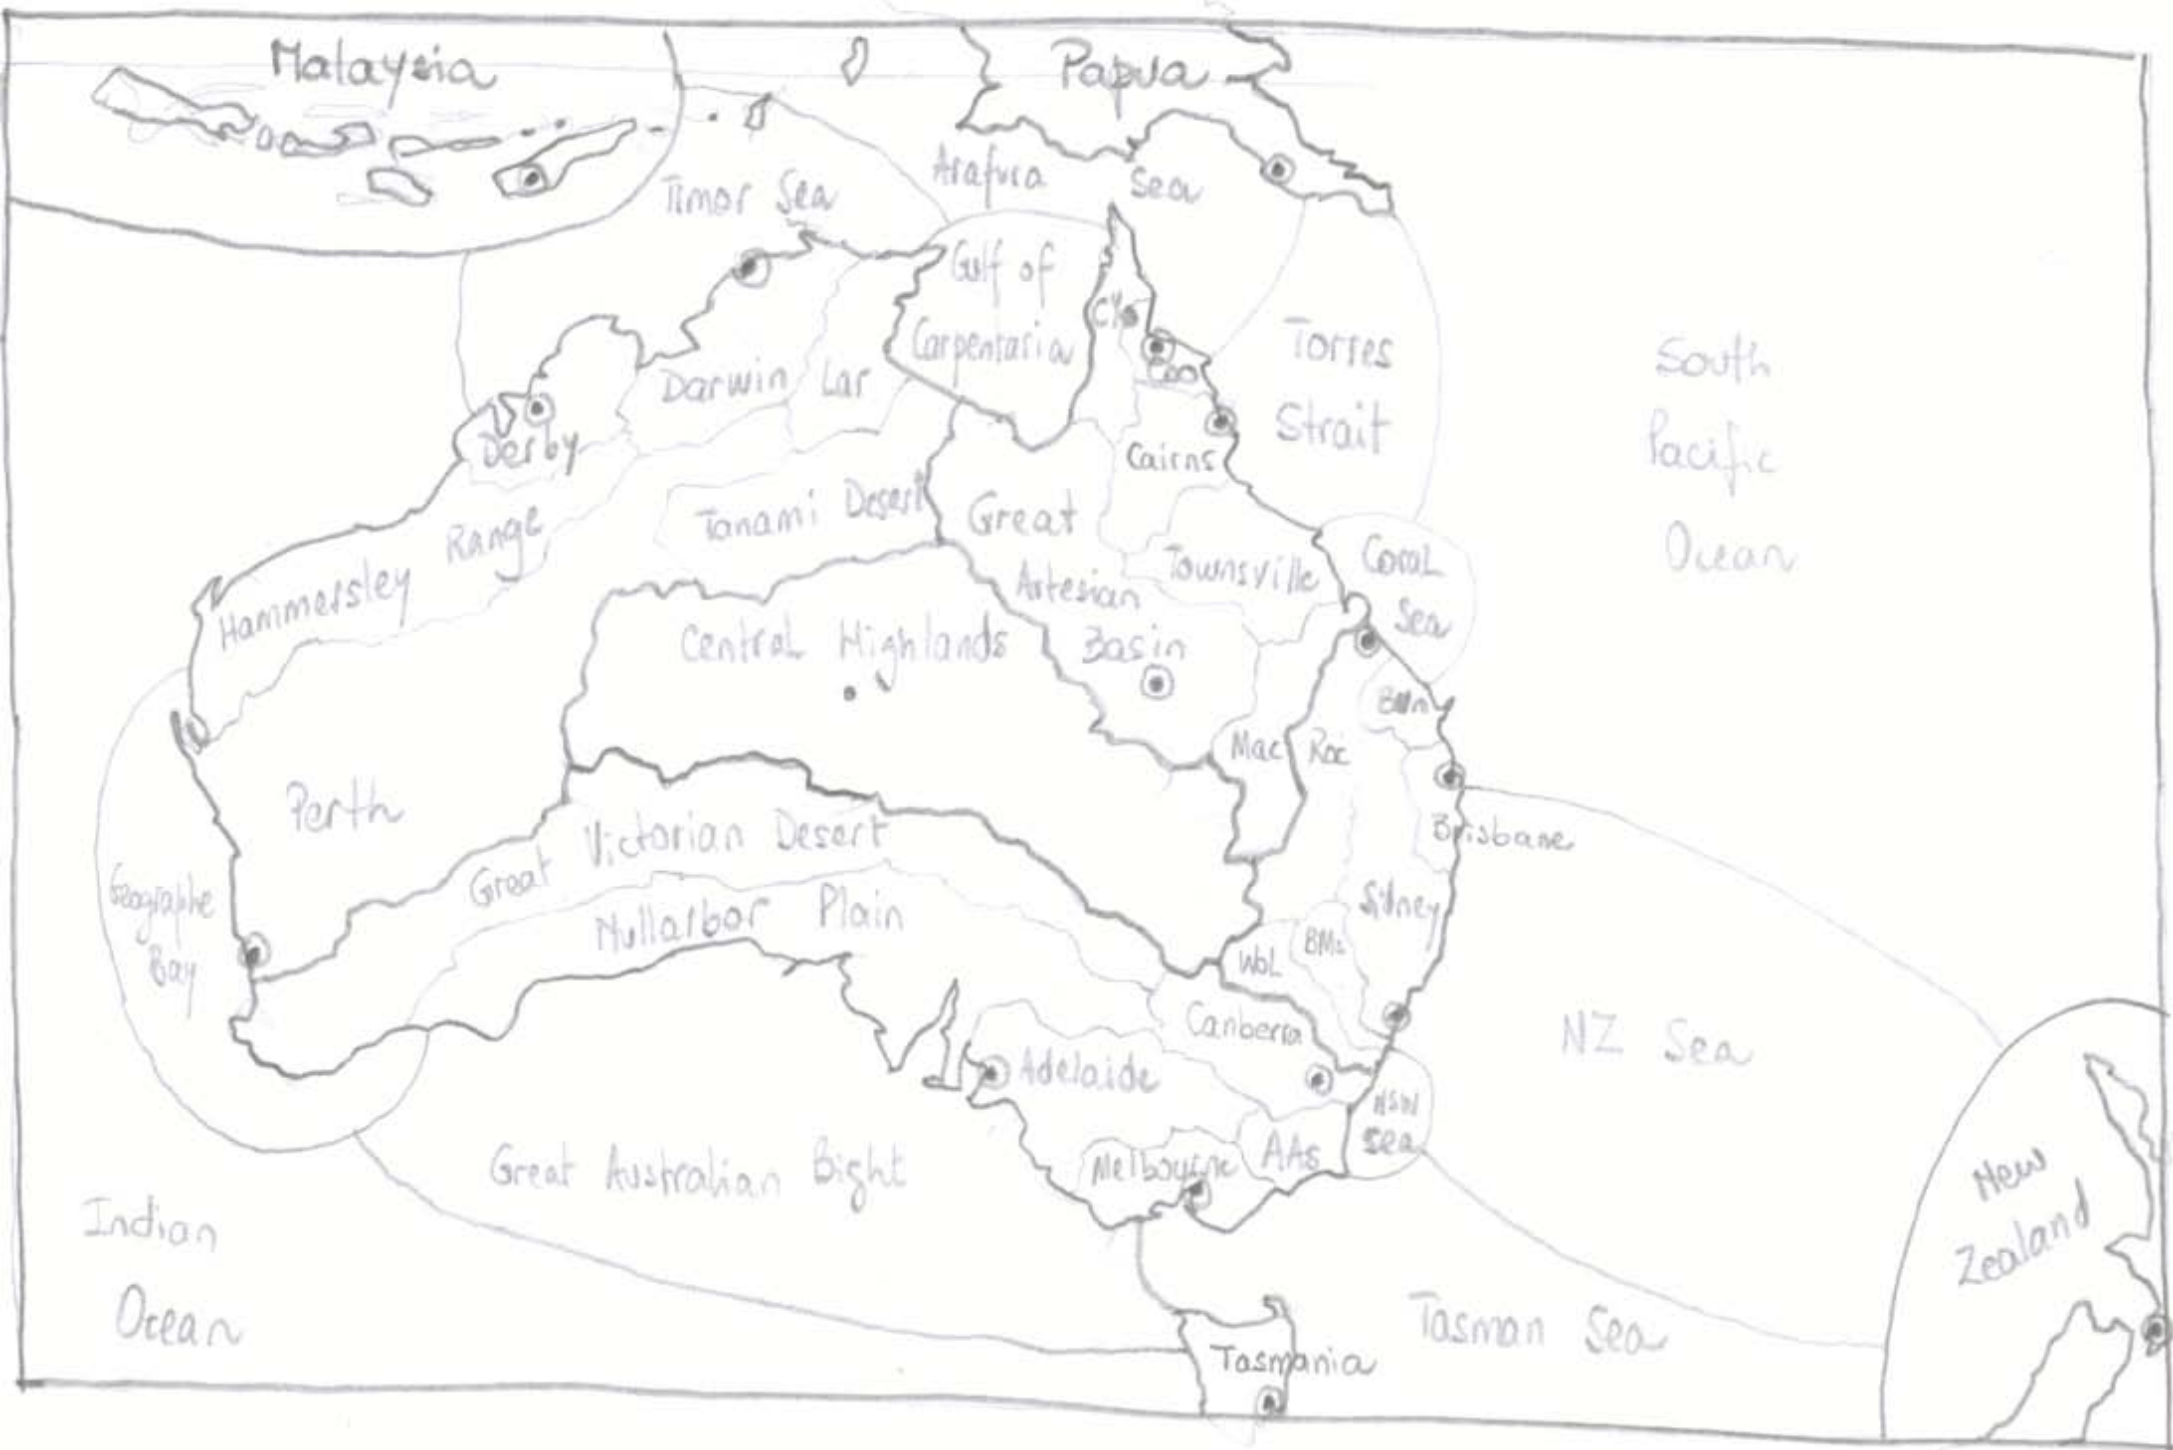 Malaysia
Papua
Timor Sea
Arafura Sea
Gulf of
Carpentaria
CY
Coo
Torres
Strait
South
Pacific
Ocean
Darwin
Lar
Derby
Cairns
Hammersley Range
Tanami Desert
Great
Artesian
Basin
Townsville
Coral
Sea
Central Highlands
Mac
Roc
Perth
Great Victorian Desert
Nullarbor Plain
Brisbane
Sidney
Geographe
Bay
WbL
BMs
Canberra
Adelaide
NSW
Sea
NZ Sea
Melbourne
AAs
Great Australian Bight
Indian
Ocean
Tasman Sea
Tasmania
New
Zealand